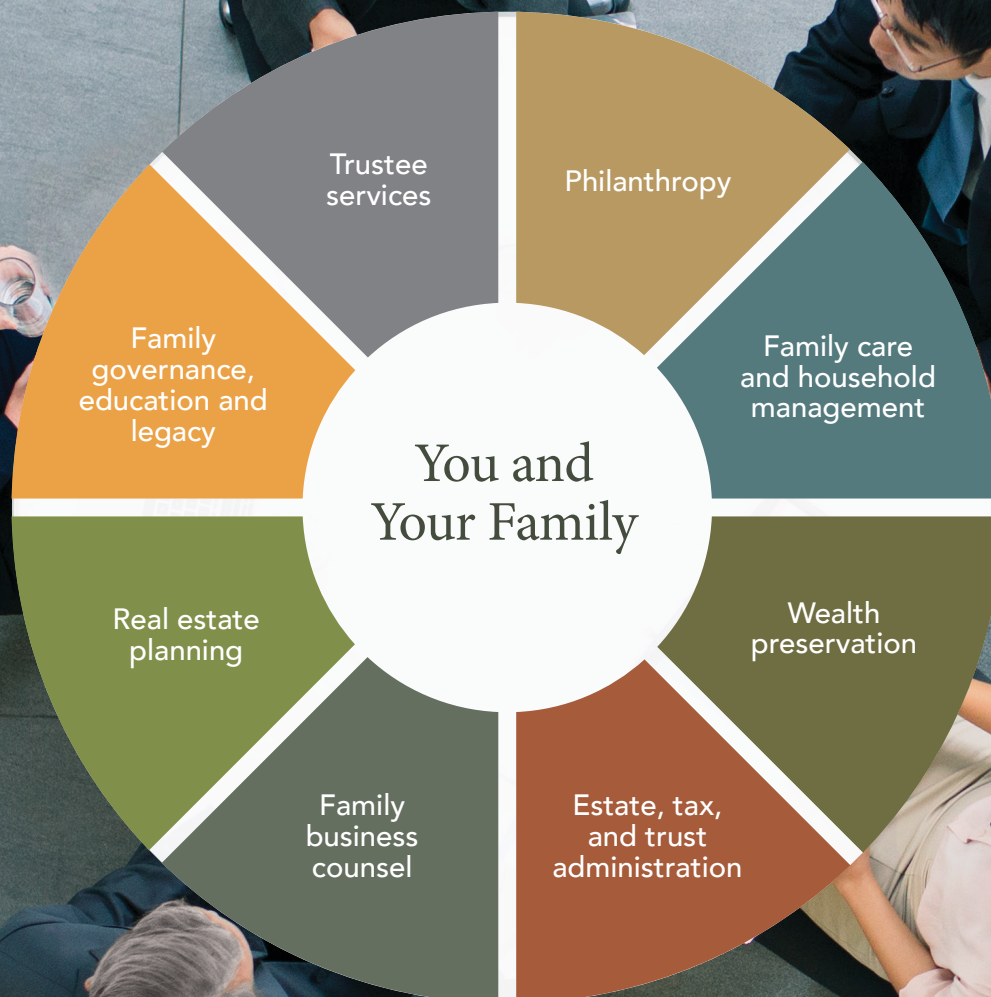 Trustee
services
Philanthropy
Family care
and household
management
Wealth
preservation
Estate, tax,
and trust
administration
Family
business
counsel
Real estate
planning
Family
governance,
education and
legacy
You and
Your Family